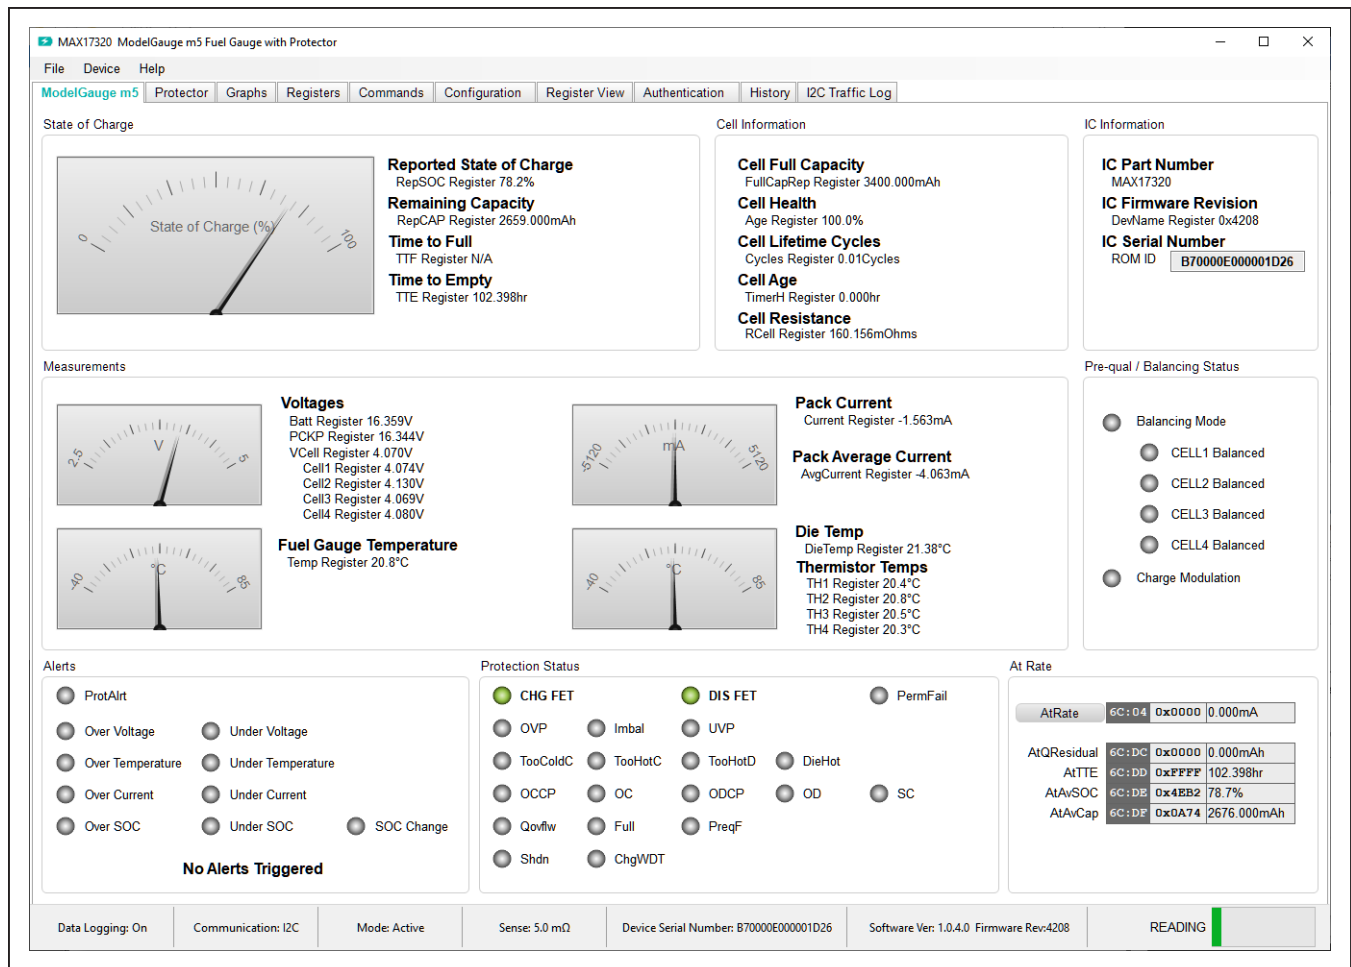 MAX17320 ModelGauge m5 Fuel Gauge with Protector
File Device Help
ModelGauge m5 Protector Graphs Registers Commands Configuration Register View Authentication History I2C Traffic Log
State of Charge
State of Charge (%)
0
100
Reported State of Charge
RepSOC Register 78.2%
Remaining Capacity
RepCAP Register 2659.000mAh
Time to Full
TTF Register N/A
Time to Empty
TTE Register 102.398hr
Cell Information
Cell Full Capacity
FullCapRep Register 3400.000mAh
Cell Health
Age Register 100.0%
Cell Lifetime Cycles
Cycles Register 0.01Cycles
Cell Age
TimerH Register 0.000hr
Cell Resistance
RCell Register 160.156mOhms
IC Information
IC Part Number
MAX17320
IC Firmware Revision
DevName Register 0x4208
IC Serial Number
ROM ID B70000E000001D26
Measurements
V
2.5
5
Voltages
Batt Register 16.359V
PCKP Register 16.344V
VCell Register 4.070V
Cell1 Register 4.074V
Cell2 Register 4.130V
Cell3 Register 4.069V
Cell4 Register 4.080V
mA
-5120
5120
Pack Current
Current Register -1.563mA
Pack Average Current
AvgCurrent Register -4.063mA
°C
-40
85
Fuel Gauge Temperature
Temp Register 20.8°C
°C
-40
85
Die Temp
DieTemp Register 21.38°C
Thermistor Temps
TH1 Register 20.4°C
TH2 Register 20.8°C
TH3 Register 20.5°C
TH4 Register 20.3°C
Pre-qual / Balancing Status
Balancing Mode
CELL1 Balanced
CELL2 Balanced
CELL3 Balanced
CELL4 Balanced
Charge Modulation
Alerts
ProtAlrt
Over Voltage Under Voltage
Over Temperature Under Temperature
Over Current Under Current
Over SOC Under SOC SOC Change
No Alerts Triggered
Protection Status
CHG FET DIS FET PermFail
OVP Imbal UVP
TooColdC TooHotC TooHotD DieHot
OCCP OC ODCP OD SC
Qovflw Full PreqF
Shdn ChgWDT
At Rate
AtRate 6C:04 0x0000 0.000mA
AtQResidual 6C:DC 0x0000 0.000mAh
AtTTE 6C:DD 0xFFFF 102.398hr
AtAvSOC 6C:DE 0x4EB2 78.7%
AtAvCap 6C:DF 0x0A74 2676.000mAh
Data Logging: On Communication: I2C Mode: Active Sense: 5.0 mΩ Device Serial Number: B70000E000001D26 Software Ver: 1.0.4.0 Firmware Rev:4208 READING